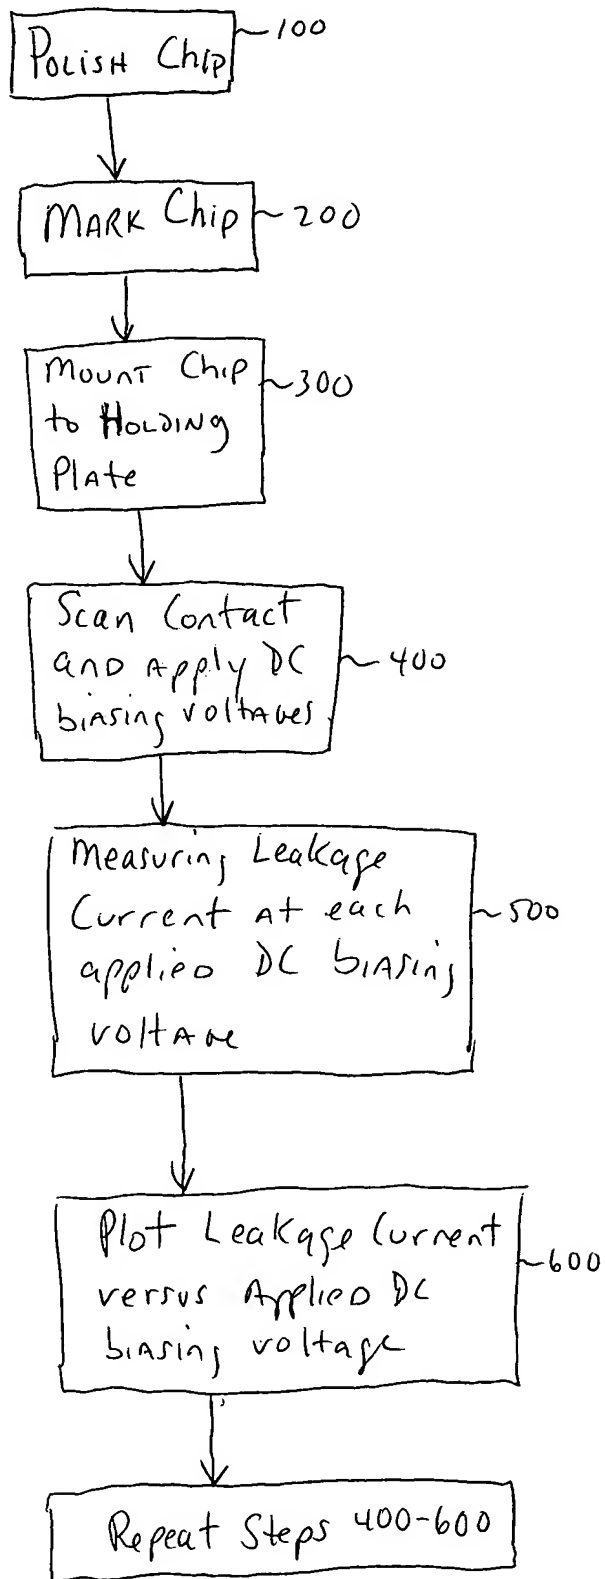 Polish Chip
100
Mark Chip
200
Mount Chip
to Holding
Plate
300
Scan Contact
and Apply DC
biasing voltages
400
Measuring Leakage
Current at each
applied DC biasing
voltage
500
Plot Leakage Current
versus Applied DC
biasing voltage
600
Repeat Steps 400-600